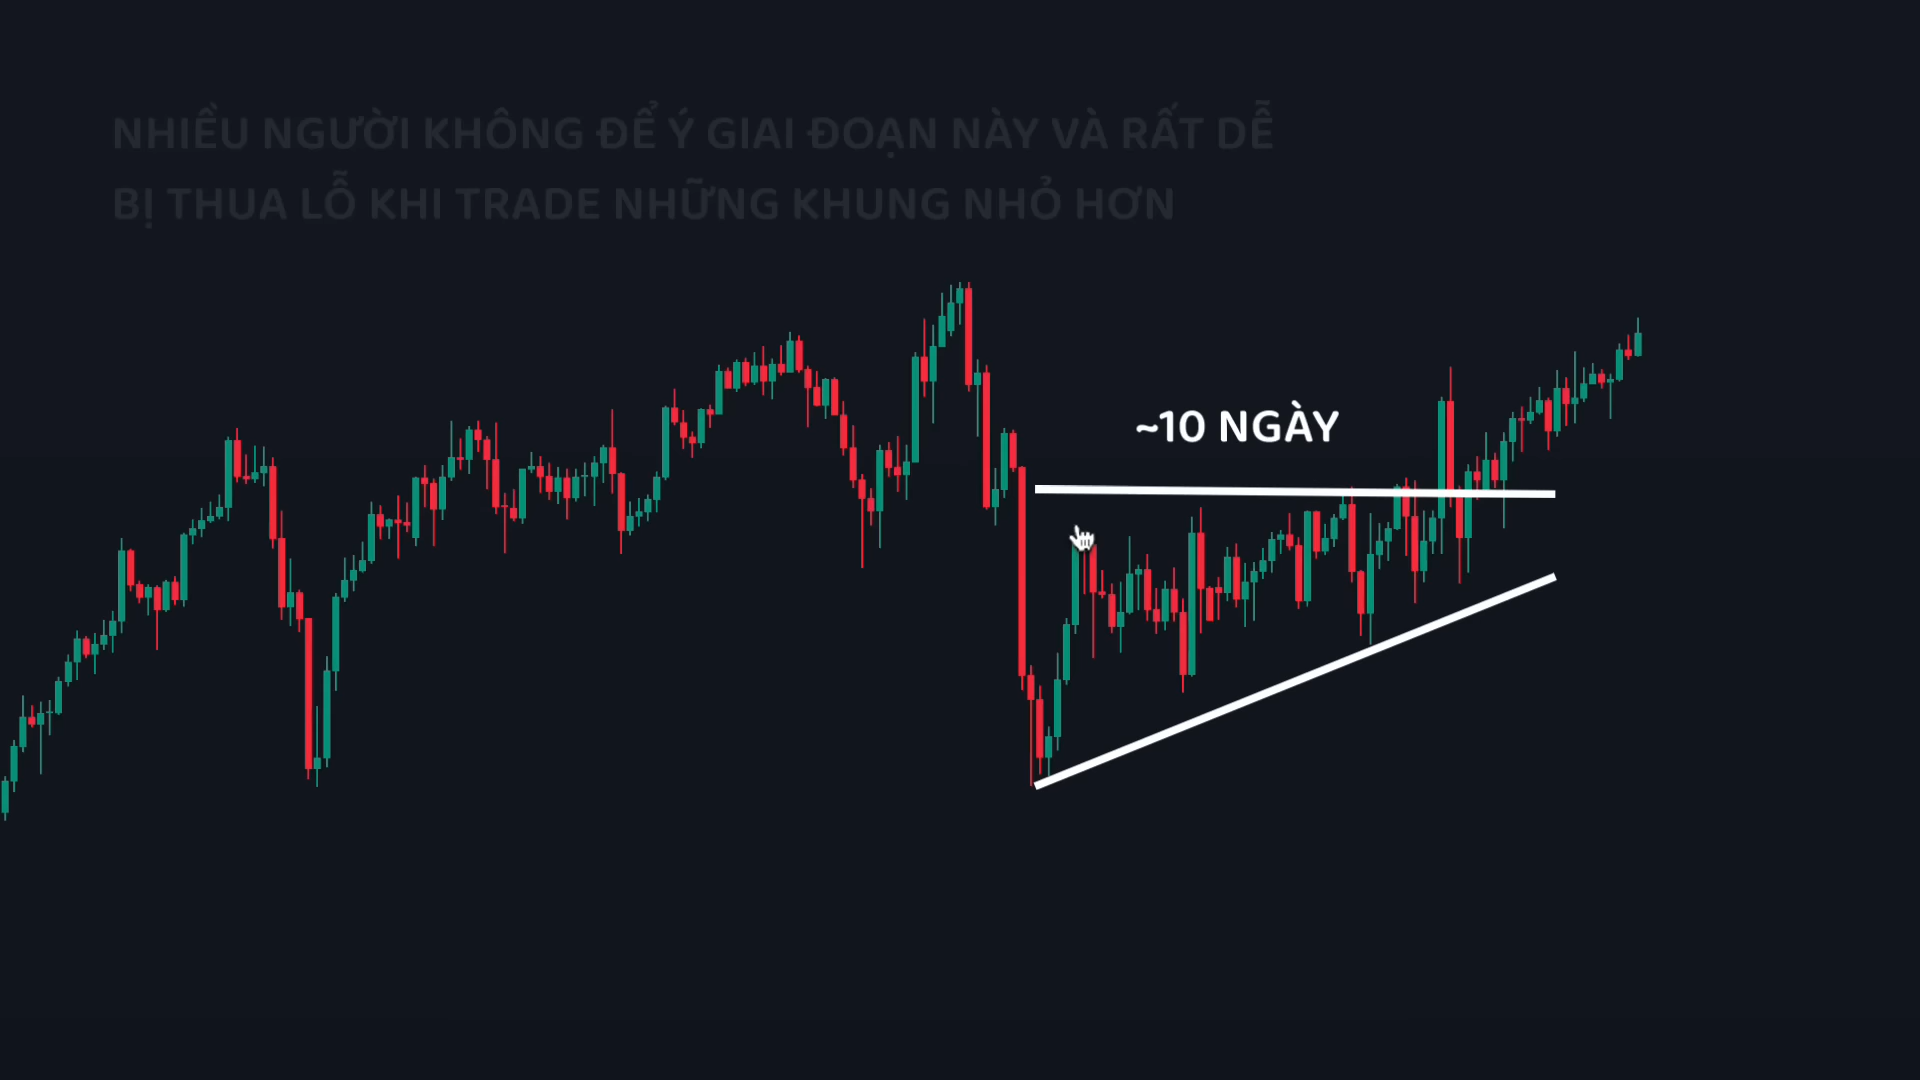 NHIỀU NGƯỜI KHÔNG ĐỂ Ý GIAI ĐOẠN NÀY VÀ RẤT DỄ
BỊ THUA LỖ KHI TRADE NHỮNG KHUNG NHỎ HƠN
~10 NGÀY